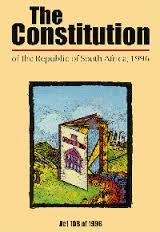 The
Constitution
of the Republic of South Africa, 1996
Act 108 of 1996